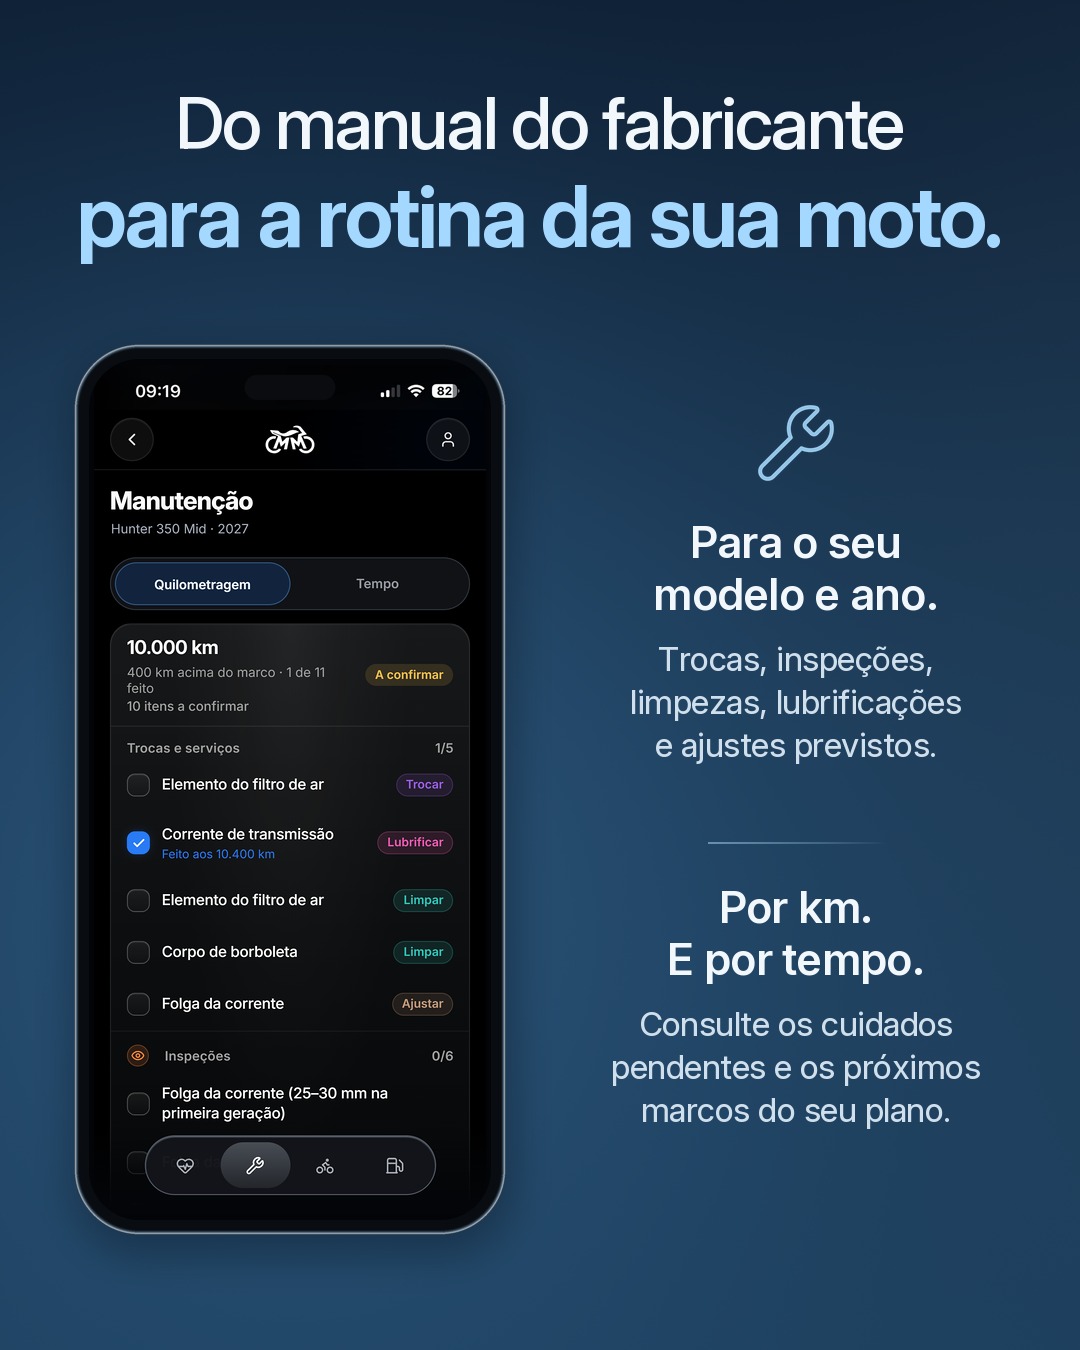 Do manual do fabricante
para a rotina da sua moto.
09:19
82
MM
Manutenção
Hunter 350 Mid · 2027
Quilometragem
Tempo
10.000 km
400 km acima do marco · 1 de 11
feito
10 itens a confirmar
A confirmar
Trocas e serviços
1/5
Elemento do filtro de ar
Trocar
Corrente de transmissão
Feito aos 10.400 km
Lubrificar
Elemento do filtro de ar
Limpar
Corpo de borboleta
Limpar
Folga da corrente
Ajustar
Inspeções
0/6
Folga da corrente (25–30 mm na
primeira geração)
Para o seu
modelo e ano.
Trocas, inspeções,
limpezas, lubrificações
e ajustes previstos.
Por km.
E por tempo.
Consulte os cuidados
pendentes e os próximos
marcos do seu plano.